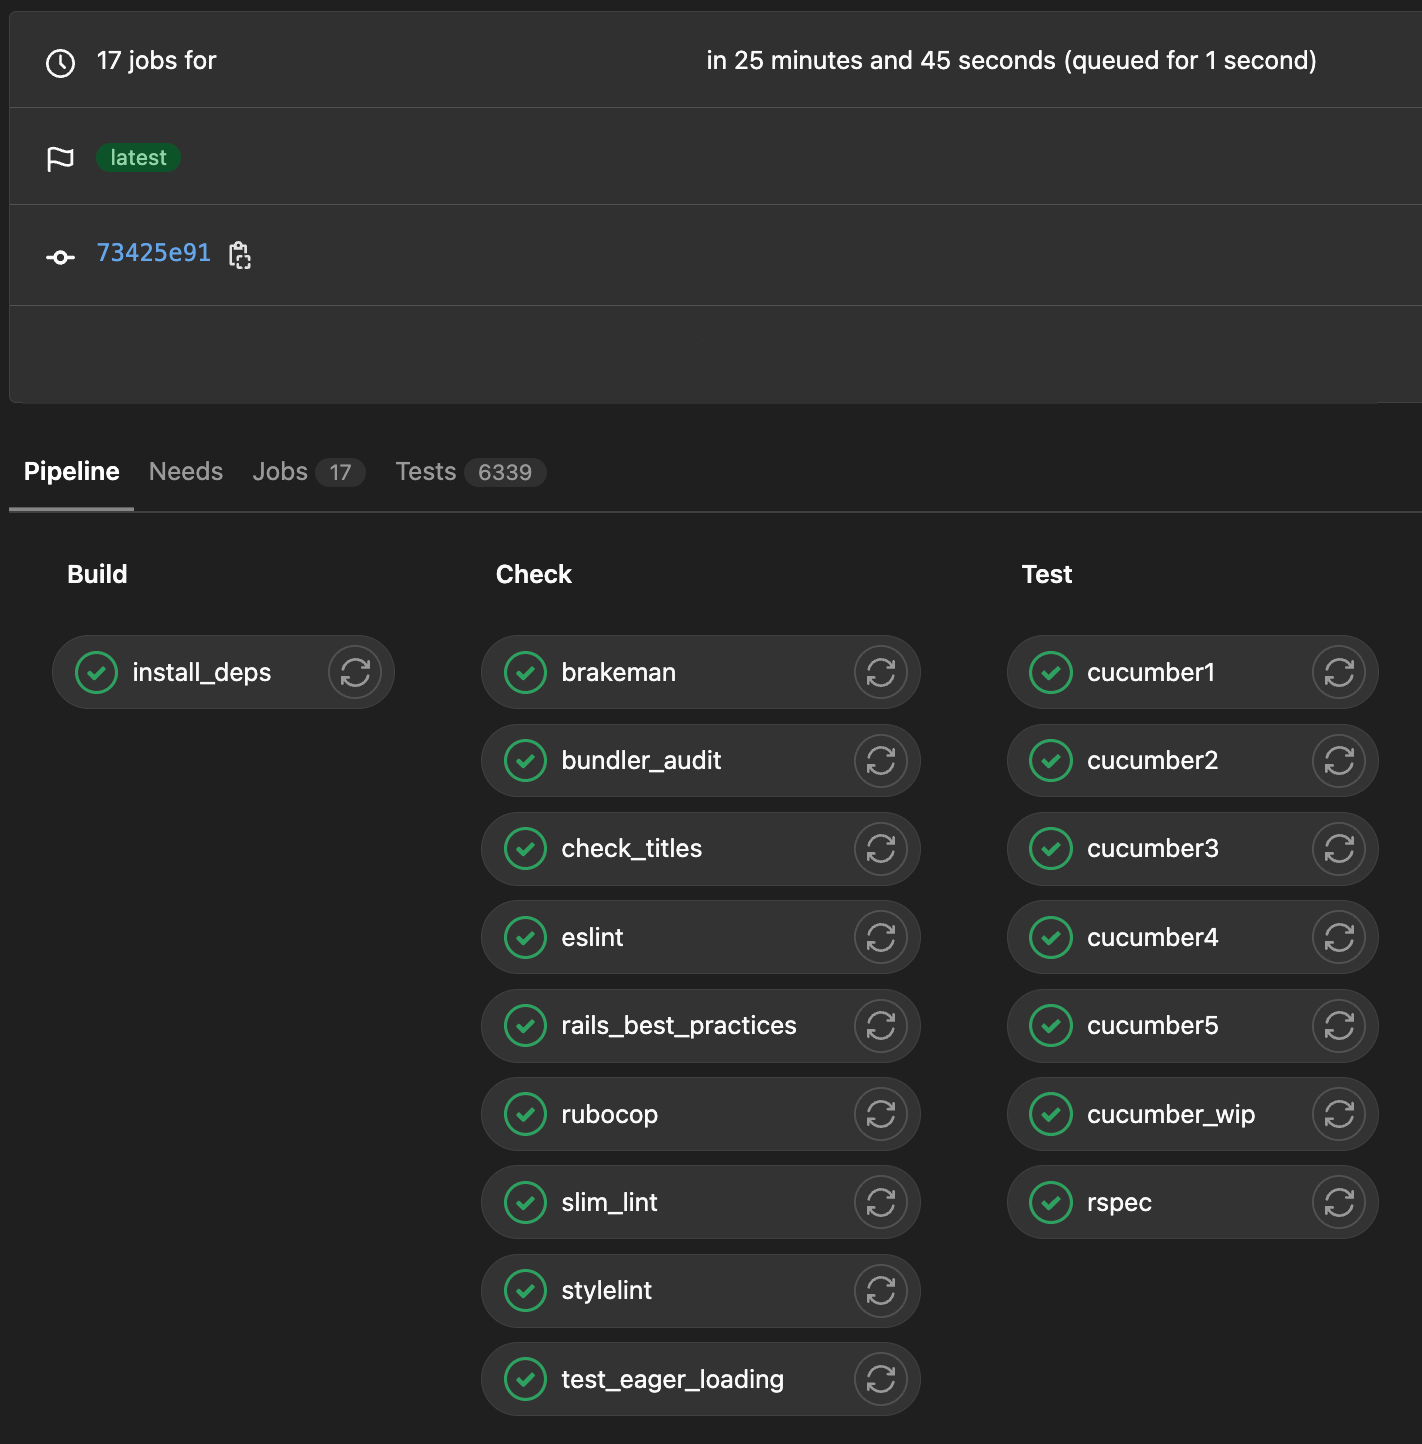 17 jobs for in 25 minutes and 45 seconds (queued for 1 second)
latest
73425e91
Pipeline Needs Jobs 17 Tests 6339
Build
install_deps
Check
brakeman
bundler_audit
check_titles
eslint
rails_best_practices
rubocop
slim_lint
stylelint
test_eager_loading
Test
cucumber1
cucumber2
cucumber3
cucumber4
cucumber5
cucumber_wip
rspec